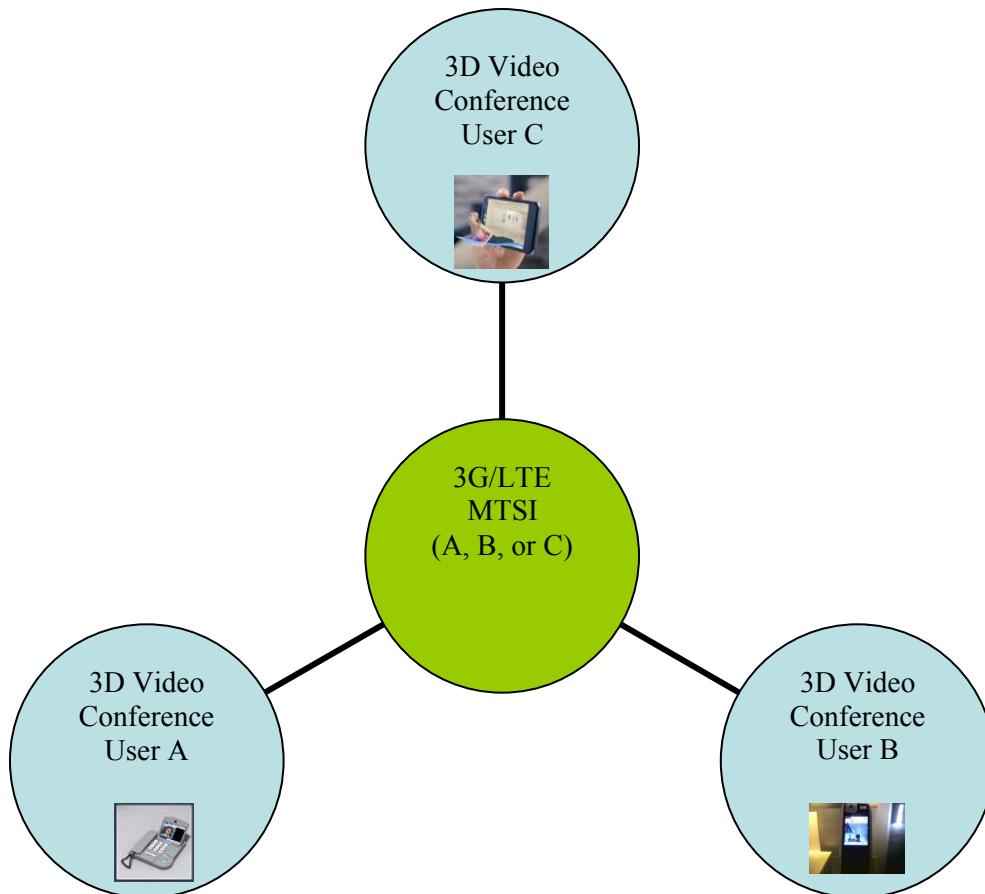 3D Video
Conference
User C
3G/LTE
MTSI
(A, B, or C)
3D Video
Conference
User A
3D Video
Conference
User B